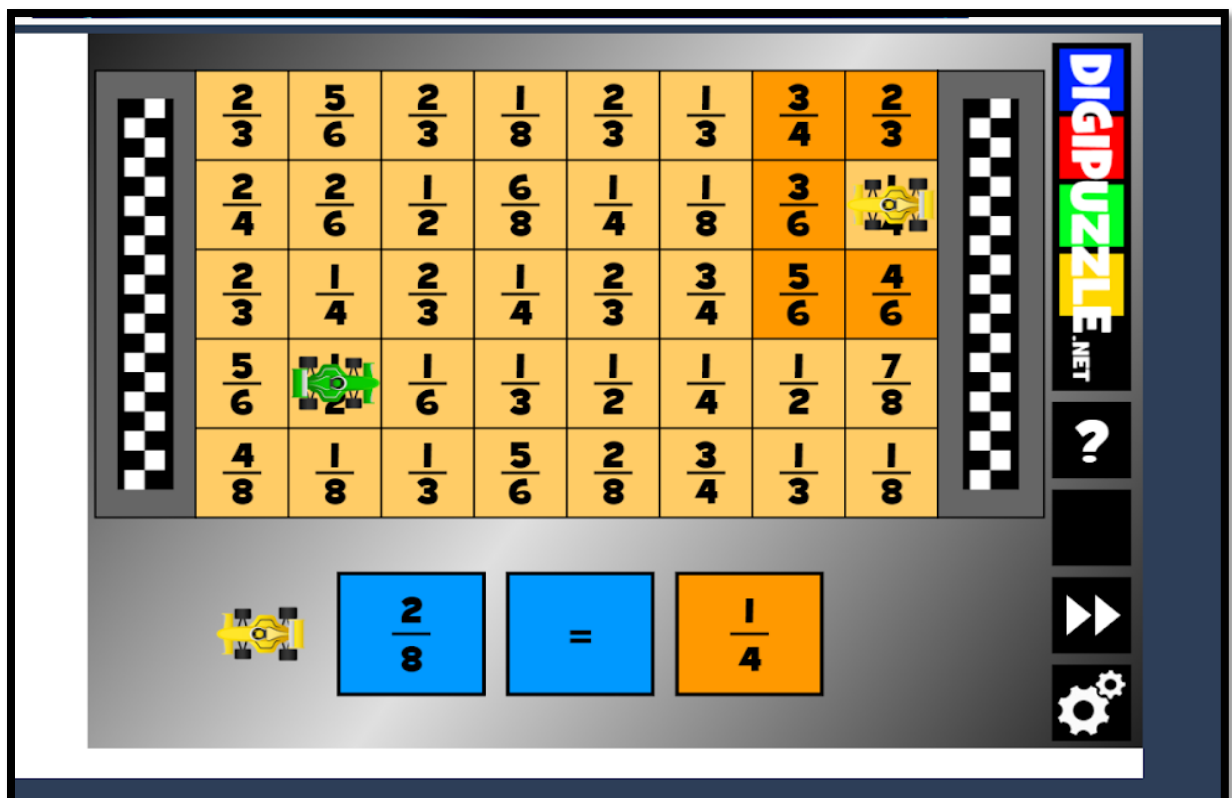 2/3 5/6 2/3 1/8 2/3 1/3 3/4 2/3
2/4 2/6 1/2 6/8 1/4 1/8 3/6
2/3 1/4 2/3 1/4 2/3 3/4 5/6 4/6
5/6 1/6 1/3 1/2 1/4 1/2 7/8
4/8 1/8 1/3 5/6 2/8 3/4 1/3 1/8
2/8 = 1/4
DIGIPUZZLE.NET
?